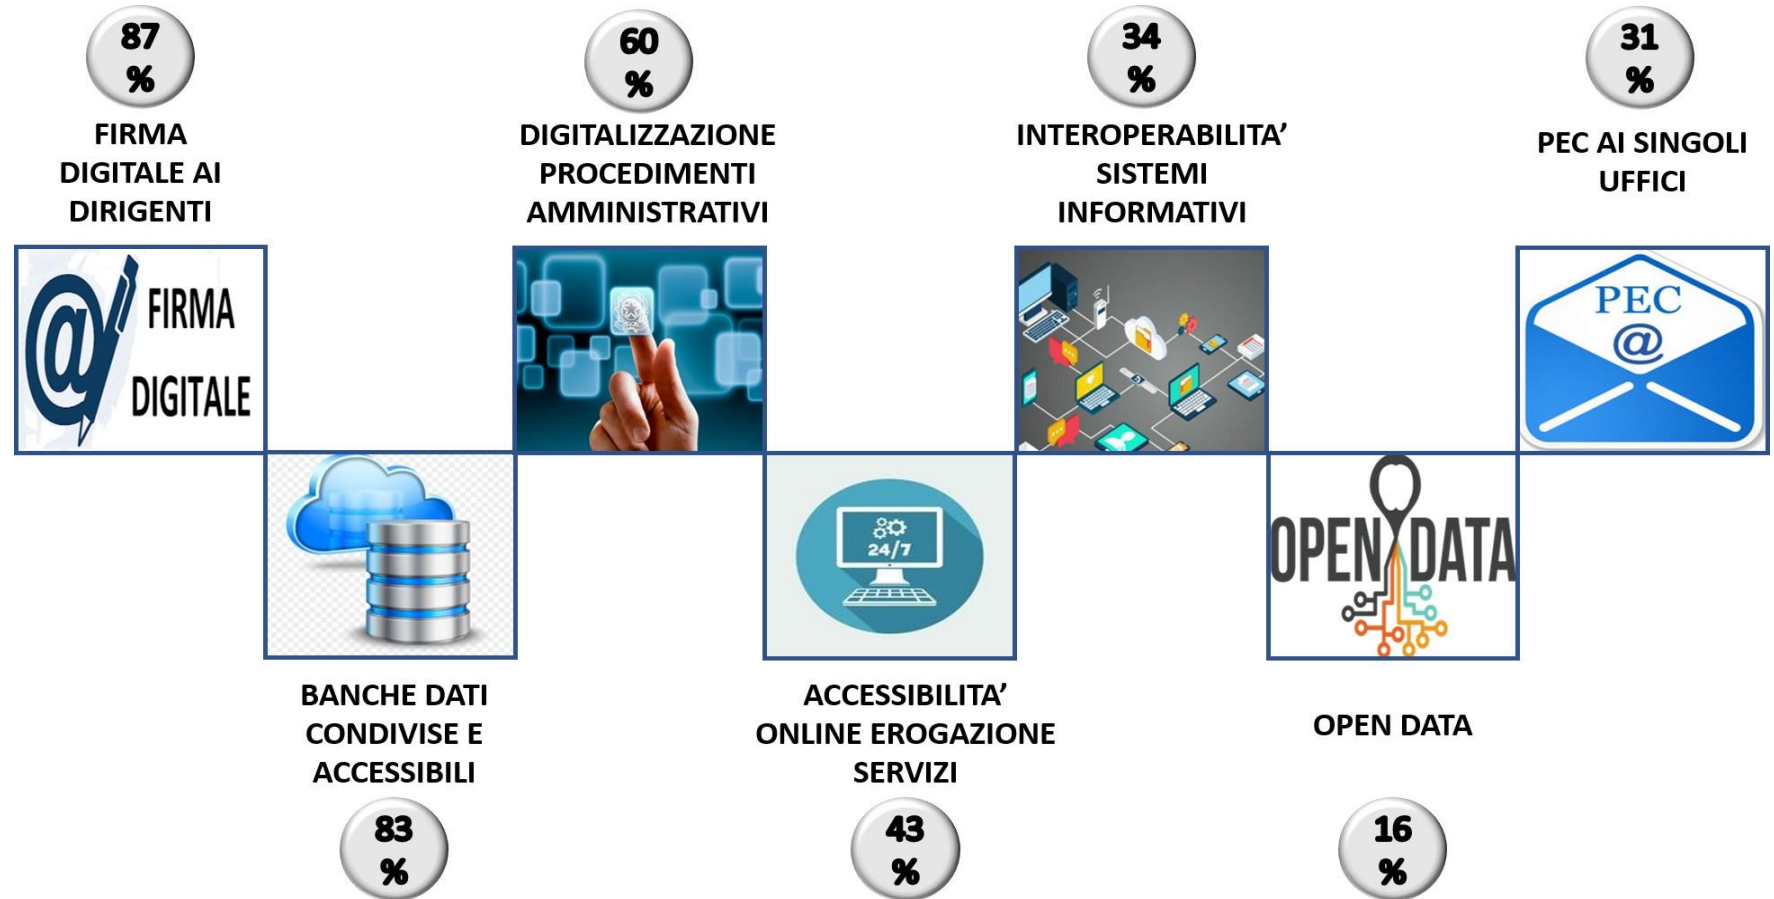 87
%
FIRMA
DIGITALE AI
DIRIGENTI
FIRMA
DIGITALE
BANCHE DATI
CONDIVISE E
ACCESSIBILI
83
%
60
%
DIGITALIZZAZIONE
PROCEDIMENTI
AMMINISTRATIVI
24/7
ACCESSIBILITA’
ONLINE EROGAZIONE
SERVIZI
43
%
34
%
INTEROPERABILITA’
SISTEMI
INFORMATIVI
OPEN DATA
OPEN DATA
16
%
31
%
PEC AI SINGOLI
UFFICI
PEC
@